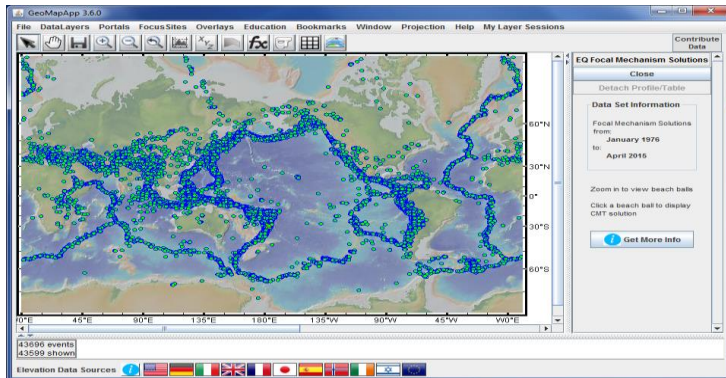 GeoMapApp 3.6.0
File DataLayers Portals FocusSites Overlays Education Bookmarks Window Projection Help My Layer Sessions
XYZ fx
Contribute Data
EQ Focal Mechanism Solutions
Close
Detach Profile/Table
Data Set Information
Focal Mechanism Solutions
from:
January 1976
to:
April 2015
Zoom in to view beach balls
Click a beach ball to display
CMT solution
Get More Info
60°N
30°N
0°
30°S
60°S
0°E 45°E 90°E 135°E 180°E 135°W 90°W 45°W
43696 events
43599 shown
Elevation Data Sources